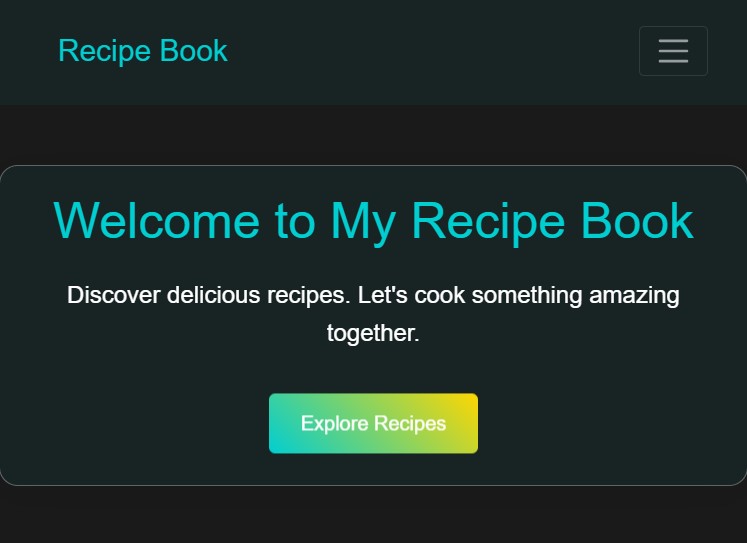 Recipe Book
Welcome to My Recipe Book
Discover delicious recipes. Let's cook something amazing
together.
Explore Recipes